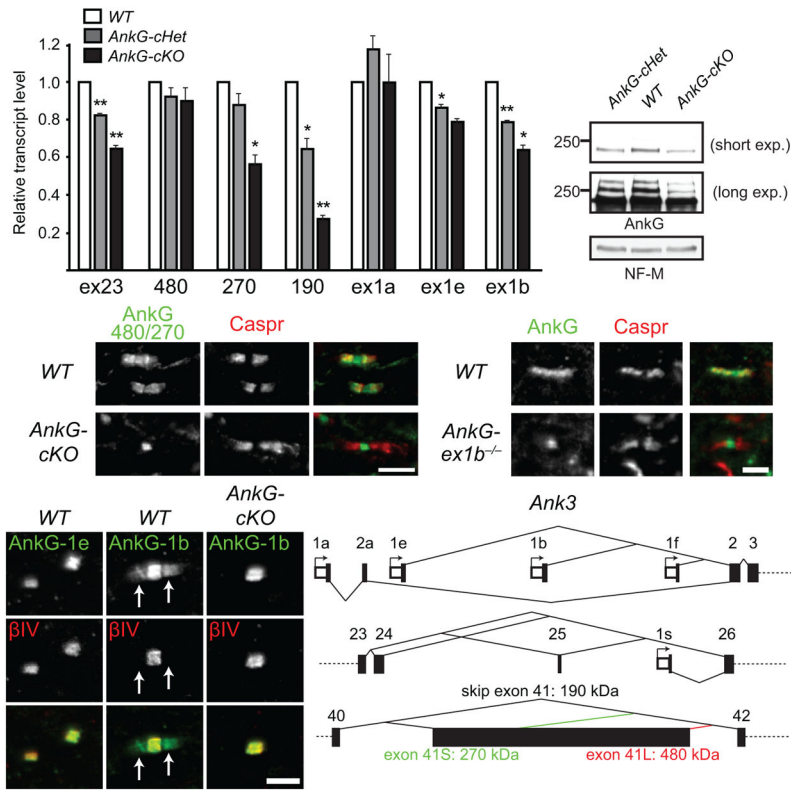 WT
AnkG-cHet
AnkG-cKO
Relative transcript level
1.2
1.0
0.8
0.6
0.4
0.2
** ** * * ** * ** *
ex23 480 270 190 ex1a ex1e ex1b
AnkG-cHet WT AnkG-cKO
250 (short exp.)
250 (long exp.)
AnkG
NF-M
AnkG 480/270 Caspr
WT
AnkG-cKO
AnkG Caspr
WT
AnkG-ex1b–/–
WT WT AnkG-cKO
AnkG-1e AnkG-1b AnkG-1b
βIV βIV βIV
Ank3
1a 2a 1e 1b 1f 2 3
23 24 25 1s 26
skip exon 41: 190 kDa
40 42
exon 41S: 270 kDa exon 41L: 480 kDa